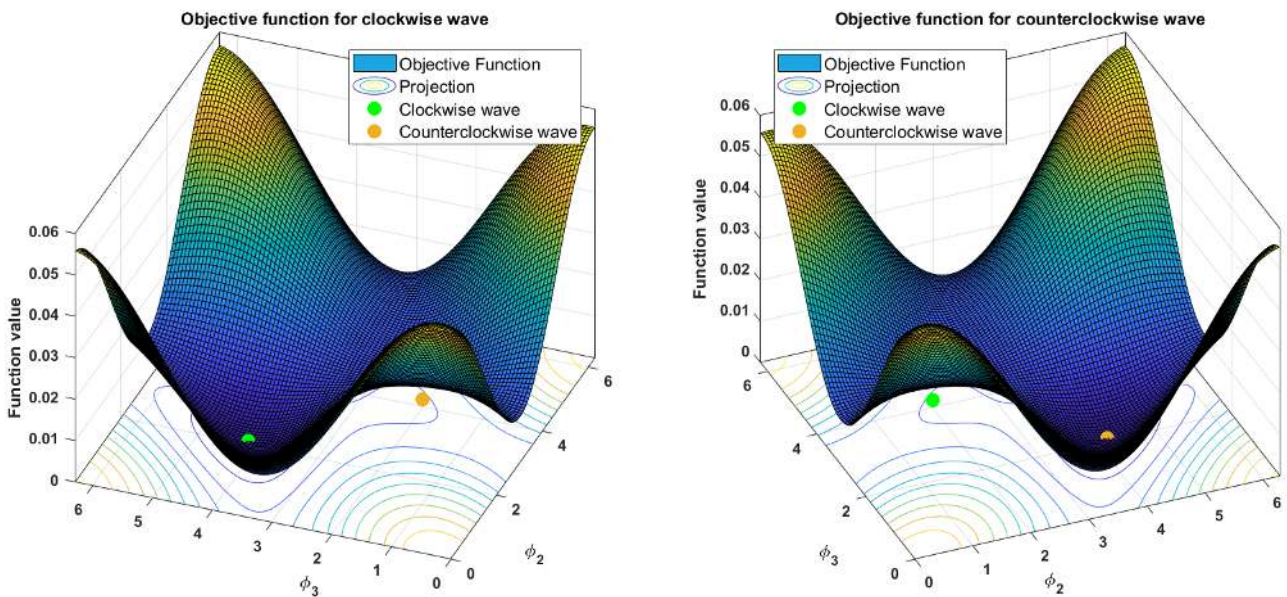 Objective function for clockwise wave
Objective Function
Projection
Clockwise wave
Counterclockwise wave
Function value
0.06
0.05
0.04
0.03
0.02
0.01
0
6
5
4
3
2
1
0
ϕ3
0
2
4
6
ϕ2
Objective function for counterclockwise wave
Objective Function
Projection
Clockwise wave
Counterclockwise wave
Function value
0.06
0.05
0.04
0.03
0.02
0.01
0
6
4
2
0
ϕ3
0
1
2
3
4
5
6
ϕ2